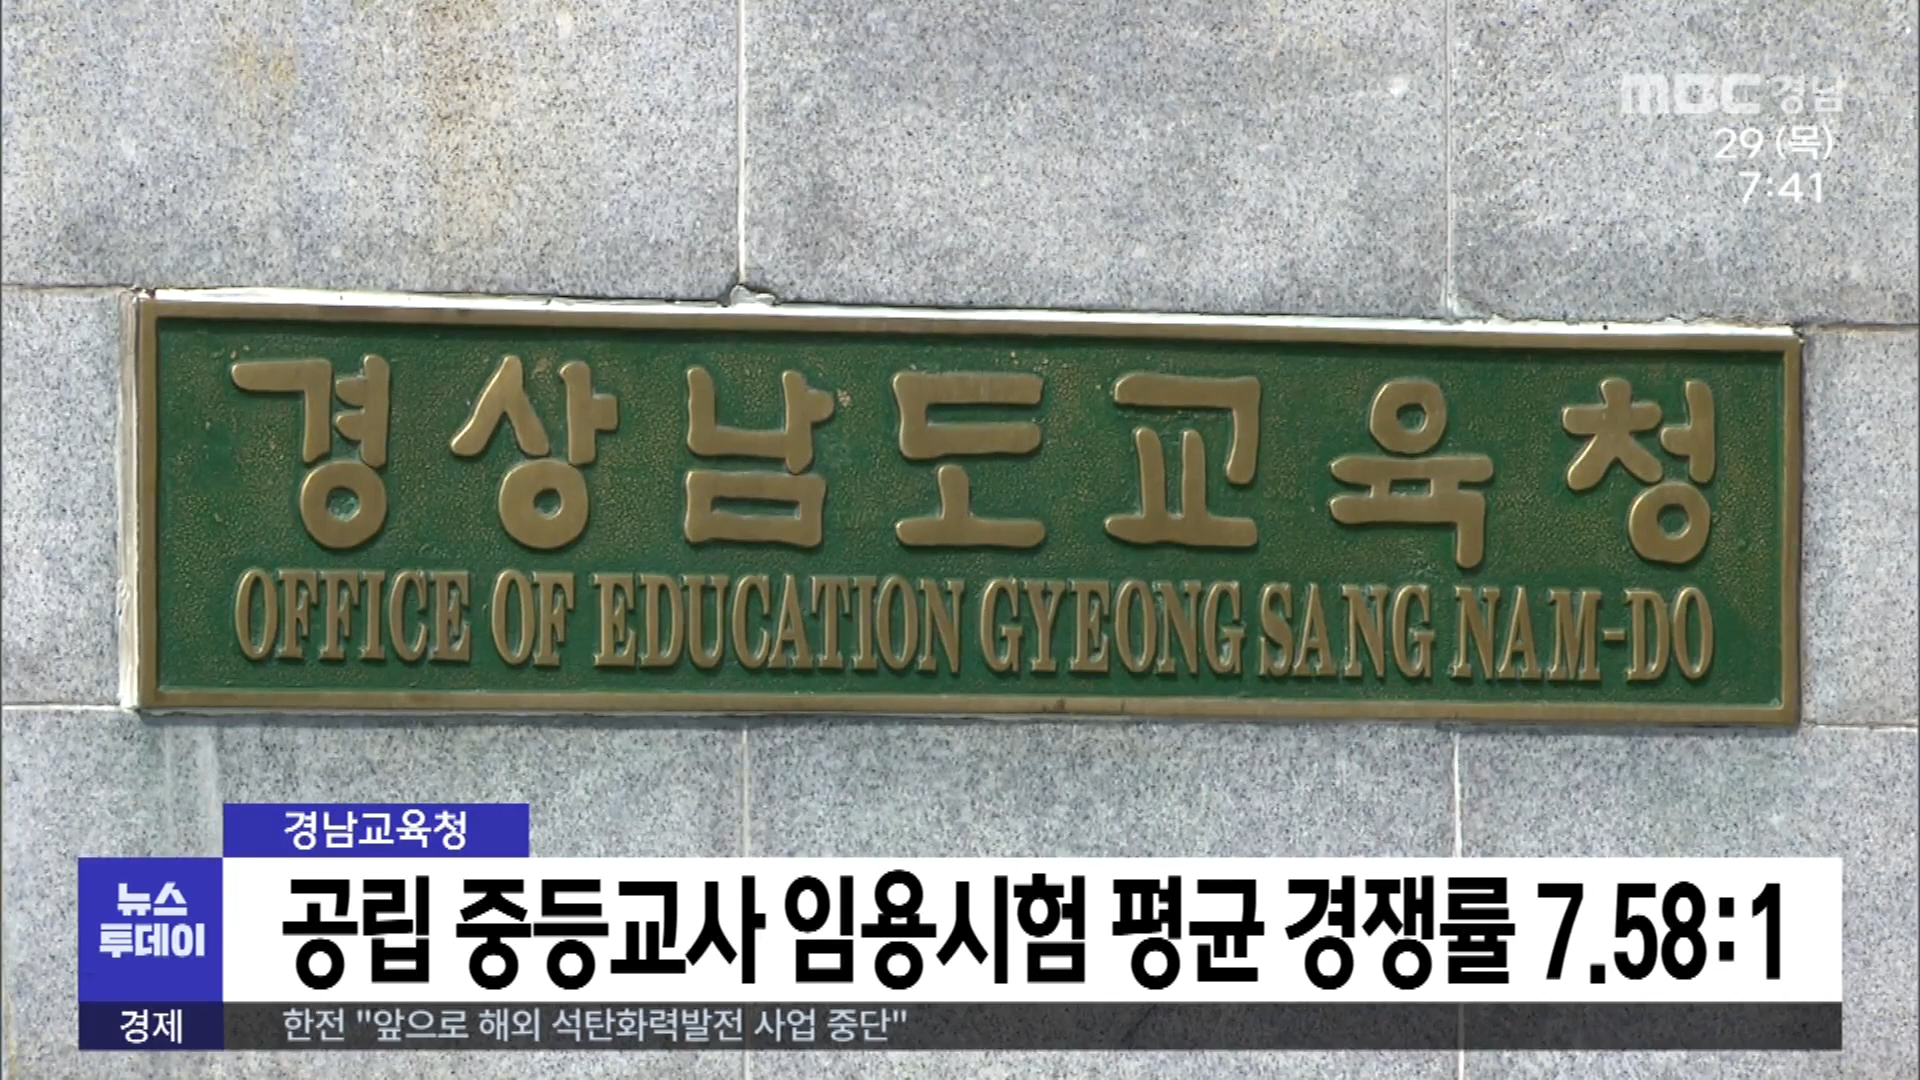 MBC경남
29 (목)
7:41
경상남도교육청
OFFICE OF EDUCATION GYEONG SANG NAM-DO
경남교육청
뉴스
투데이
공립 중등교사 임용시험 평균 경쟁률 7.58:1
경제
한전 "앞으로 해외 석탄화력발전 사업 중단"